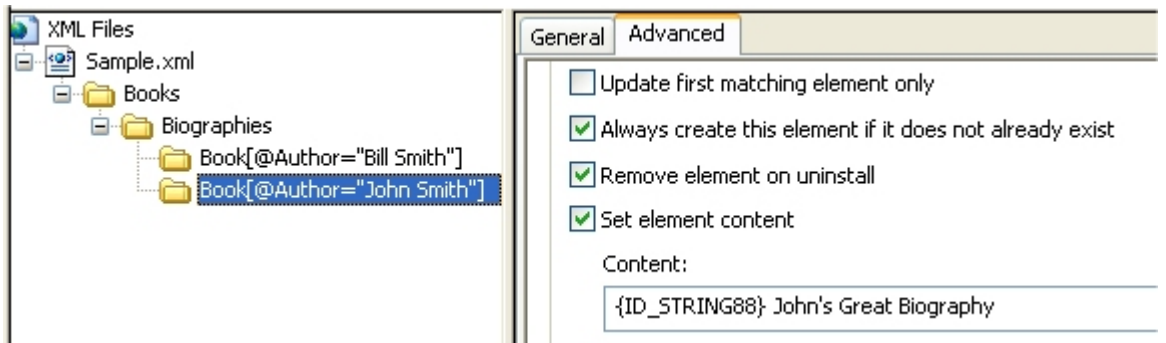 XML Files
Sample.xml
Books
Biographies
Book[@Author="Bill Smith"]
Book[@Author="John Smith"]
General
Advanced
Update first matching element only
Always create this element if it does not already exist
Remove element on uninstall
Set element content
Content:
{ID_STRING88} John's Great Biography